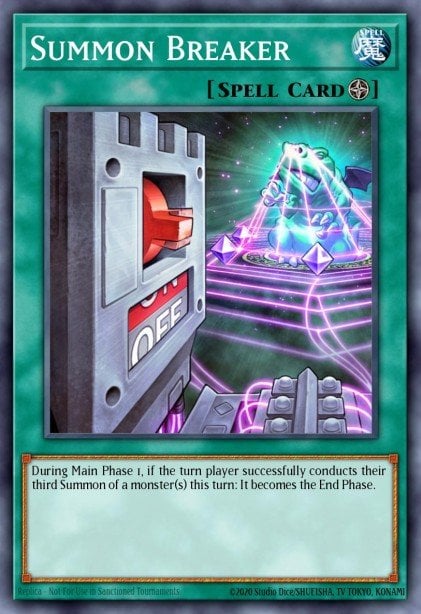 Summon Breaker
SPELL
魔
[Spell Card]
ON
OFF
During Main Phase 1, if the turn player successfully conducts their
third Summon of a monster(s) this turn: It becomes the End Phase.
Replica - Not For Use in Sanctioned Tournaments
©2020 Studio Dice/SHUEISHA, TV TOKYO, KONAMI